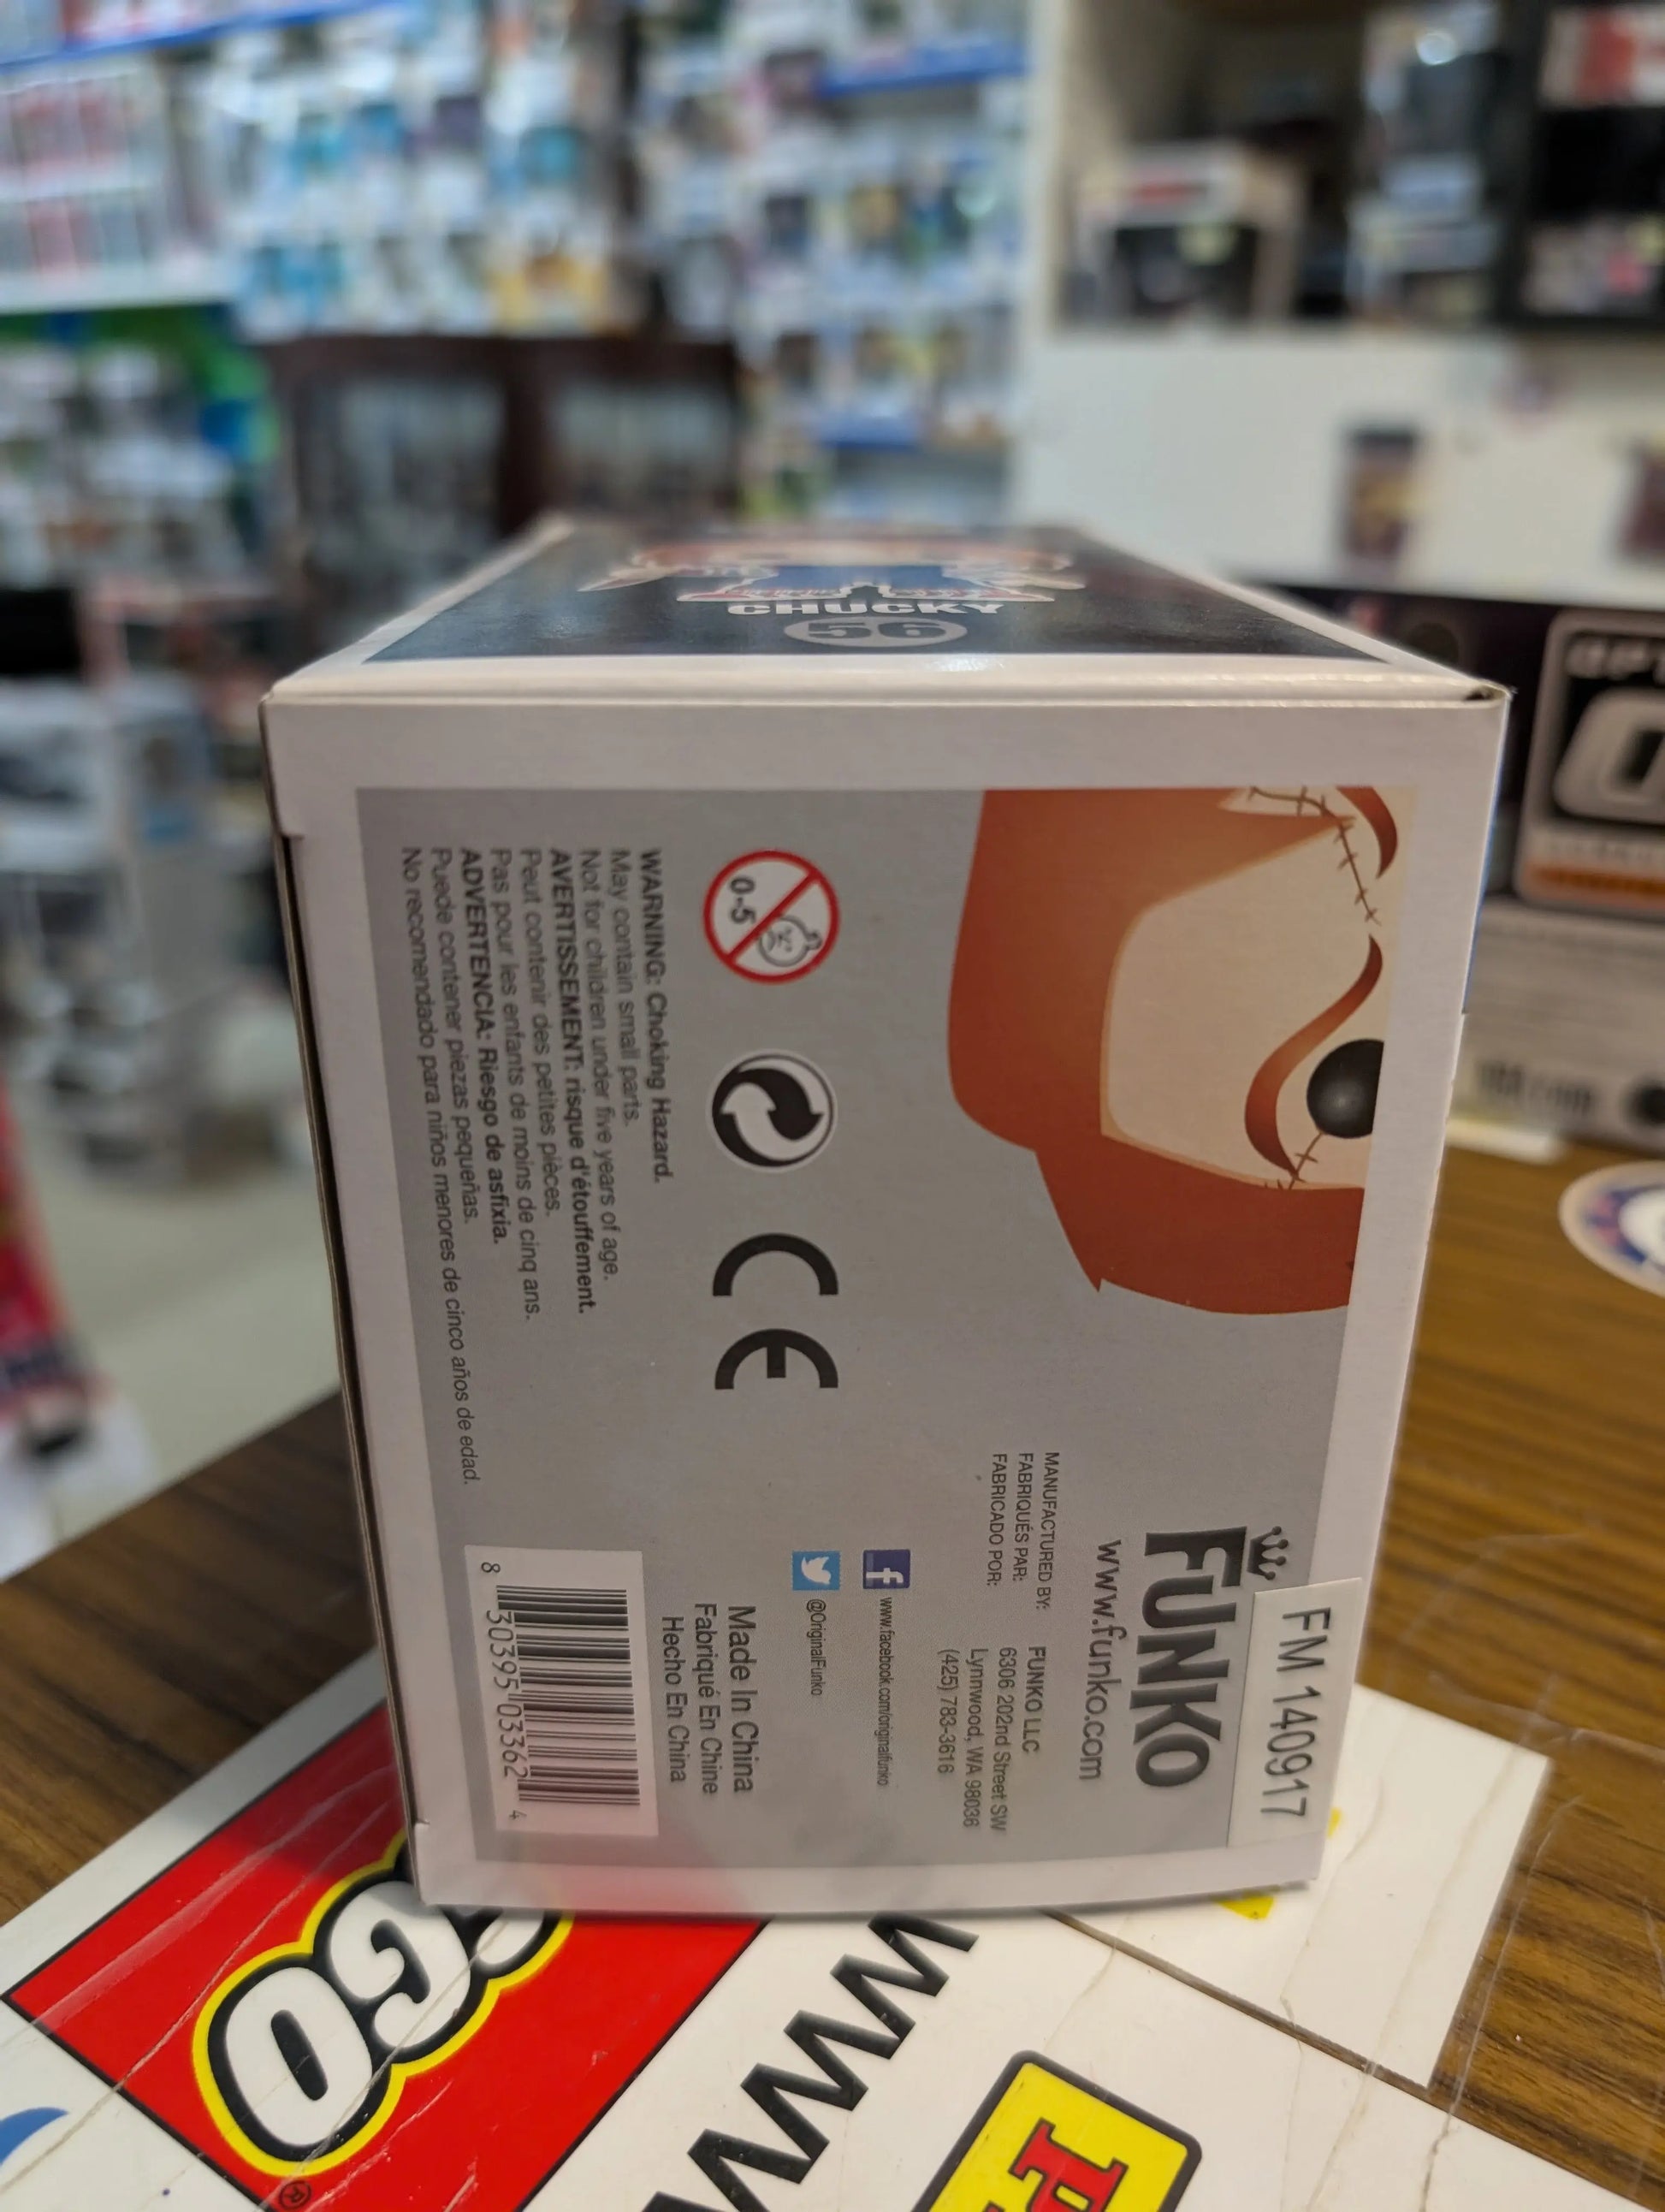 CHUCKY
56
FM 140917
FUNKO
www.funko.com
MANUFACTURED BY:
FABRIQUÉS PAR:
FABRICADO POR:
FUNKO LLC
6306 202nd Street SW
Lynnwood, WA 98036
(425) 783-3616
www.facebook.com/originalfunko
@OriginalFunko
Made In China
Fabriqué En Chine
Hecho En China
8 30395 03362 4
0-5
CE
WARNING: Choking Hazard.
May contain small parts.
Not for children under five years of age.
AVERTISSEMENT: risque d'étouffement.
Peut contenir des petites pièces.
Pas pour les enfants de moins de cinq ans.
ADVERTENCIA: Riesgo de asfixia.
Puede contener piezas pequeñas.
No recomendado para niños menores de cinco años de edad.
GO
®
WWW
P